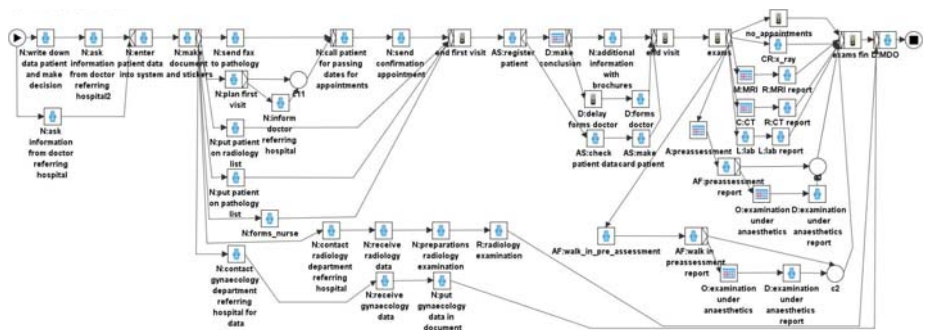 N:write down
data patient
and make
decision
N:ask
information
from doctor
referring
hospital2
N:enter
patient data
into system
N:make
document
and stickers
N:send fax
to pathology
N:call patient
for passing
dates for
appointments
N:send
confirmation
appointment
end first visit
AS:register
patient
D:make
conclusion
N:additional
information
with
brochures
end visit
exams
no_appointments
CR:x_ray
exams fin
D:MDO
N:ask
information
from doctor
referring
hospital
N:plan first
visit
c11
N:inform
doctor
referring
hospital
N:put patient
on radiology
list
N:put patient
on pathology
list
N:forms_nurse
D:delay
forms doctor
D:forms
doctor
AS:check
patient data
AS:make
card patient
M:MRI
R:MRI report
C:CT
R:CT report
L:lab
L:lab report
A:preassessment
AF:preassessment
report
O:examination
under
anaesthetics
D:examination
under
anaesthetics
report
N:contact
radiology
department
referring
hospital
N:receive
radiology
data
N:preparations
radiology
examination
R:radiology
examination
AF:walk_in_pre_assessment
AF:walk in
preassessment
report
O:examination
under
anaesthetics
D:examination
under
anaesthetics
report
c2
N:contact
gynaecology
department
referring
hospital for
data
N:receive
gynaecology
data
N:put
gynaecology
data in
document